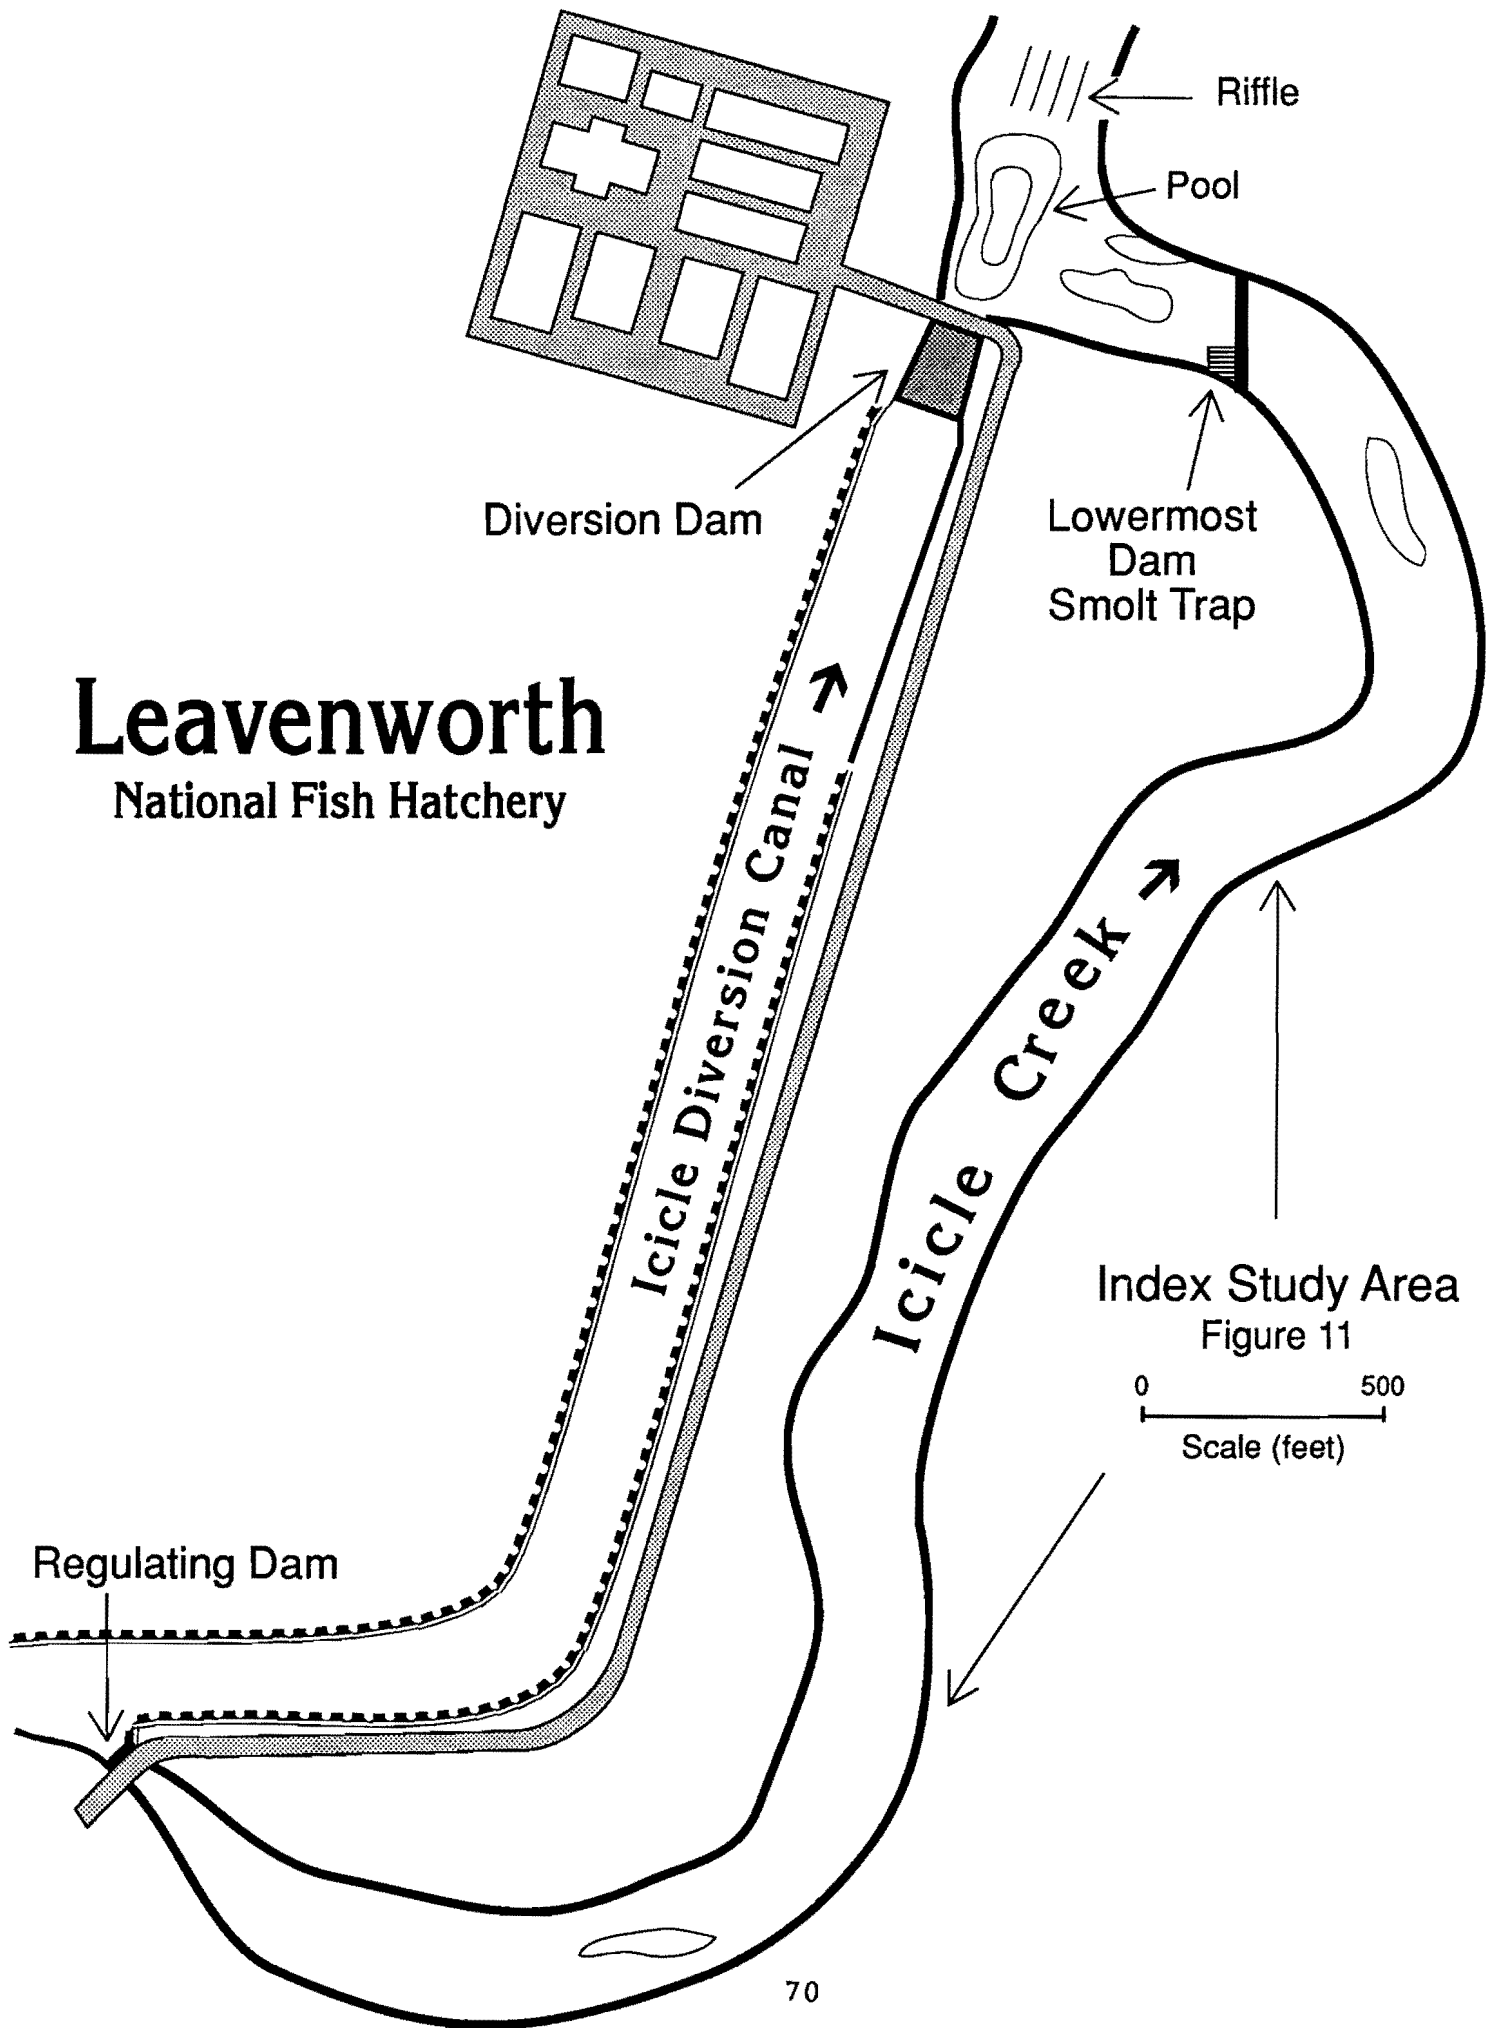 Riffle
Pool
Diversion Dam
Lowermost
Dam
Smolt Trap
Leavenworth
National Fish Hatchery
Icicle Diversion Canal
Icicle Creek
Index Study Area
Figure 11
0 500
Scale (feet)
Regulating Dam
70